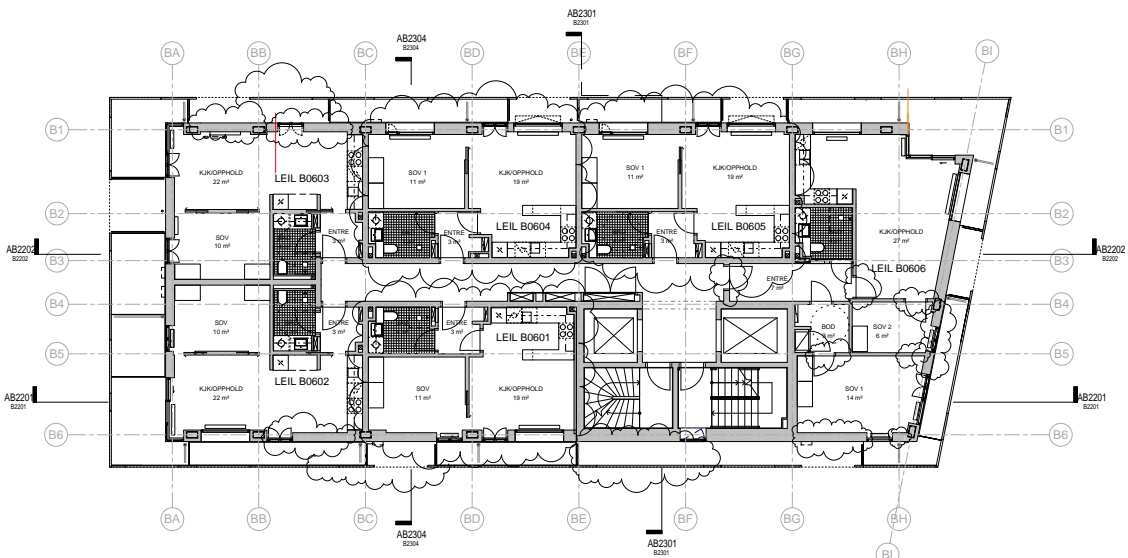 AB2301
B2301
AB2304
B2304
BA BB BC BD BE BF BG BH BI
B1 B1
KJK/OPPHOLD
22 m²
LEIL B0603
SOV 1
11 m²
KJK/OPPHOLD
19 m²
SOV 1
11 m²
KJK/OPPHOLD
19 m²
B2 B2
LEIL B0604
LEIL B0605
KJK/OPPHOLD
27 m²
SOV
10 m²
ENTRE
3 m²
ENTRE
3 m²
ENTRE
3 m²
AB2202
B2202
AB2202
B2202
B3 B3
LEIL B0606
ENTRE
7 m²
B4 B4
SOV
10 m²
ENTRE
3 m²
ENTRE
3 m²
LEIL B0601
BOD
SOV 2
6 m²
B5 B5
LEIL B0602
KJK/OPPHOLD
22 m²
SOV
11 m²
KJK/OPPHOLD
19 m²
SOV 1
14 m²
AB2201
B2201
AB2201
B2201
B6 B6
BA BB BC BD BE BF BG BH
AB2304
B2304
AB2301
B2301
BI